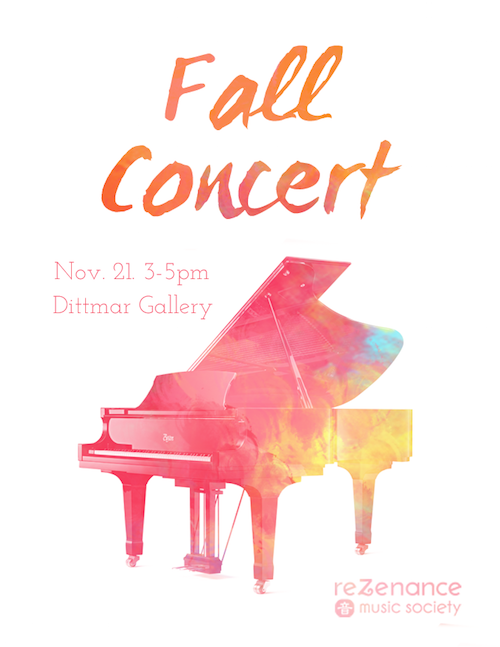 Fall
Concert
Nov. 21. 3-5pm
Dittmar Gallery
reZenance
音 music society